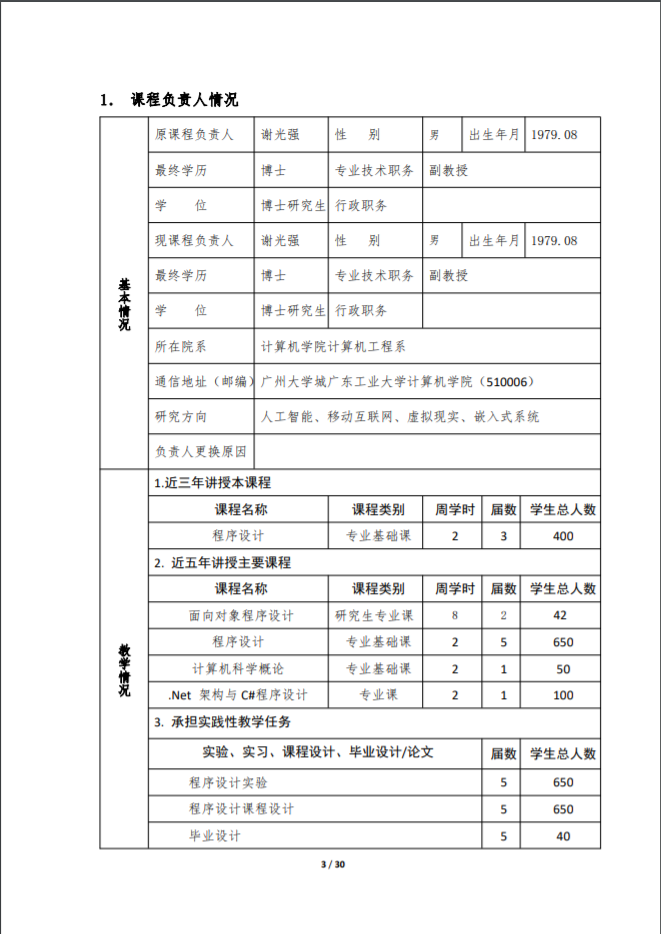 1. 课程负责人情况
基本情况
原课程负责人 谢光强 性 别 男 出生年月 1979.08
最终学历 博士 专业技术职务 副教授
学 位 博士研究生 行政职务
现课程负责人 谢光强 性 别 男 出生年月 1979.08
最终学历 博士 专业技术职务 副教授
学 位 博士研究生 行政职务
所在院系 计算机学院计算机工程系
通信地址（邮编） 广州大学城广东工业大学计算机学院（510006）
研究方向 人工智能、移动互联网、虚拟现实、嵌入式系统
负责人更换原因
教学情况
1.近三年讲授本课程
课程名称 课程类别 周学时 届数 学生总人数
程序设计 专业基础课 2 3 400
2. 近五年讲授主要课程
课程名称 课程类别 周学时 届数 学生总人数
面向对象程序设计 研究生专业课 8 2 42
程序设计 专业基础课 2 5 650
计算机科学概论 专业基础课 2 1 50
.Net 架构与 C#程序设计 专业课 2 1 100
3. 承担实践性教学任务
实验、实习、课程设计、毕业设计/论文 届数 学生总人数
程序设计实验 5 650
程序设计课程设计 5 650
毕业设计 5 40
3 / 30